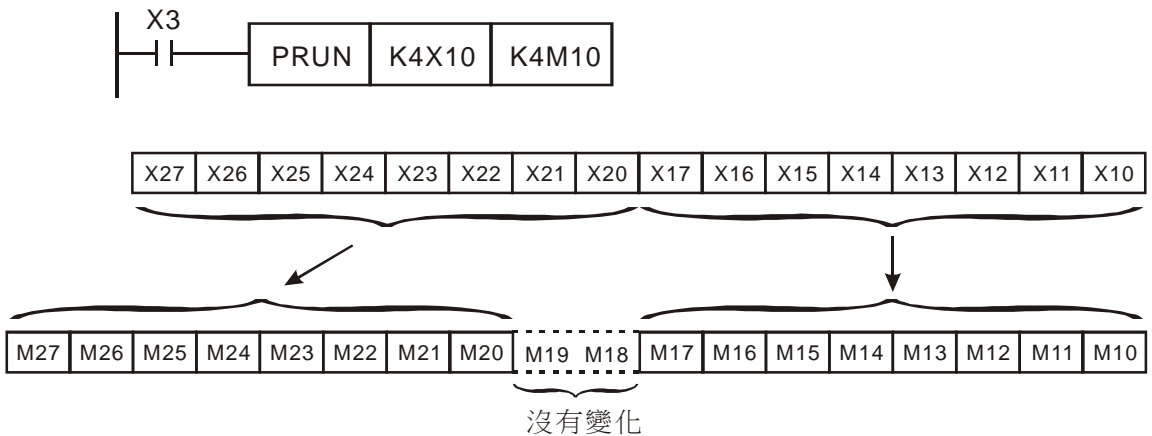 X3
PRUN K4X10 K4M10
X27 X26 X25 X24 X23 X22 X21 X20 X17 X16 X15 X14 X13 X12 X11 X10
M27 M26 M25 M24 M23 M22 M21 M20 M19 M18 M17 M16 M15 M14 M13 M12 M11 M10
沒有變化